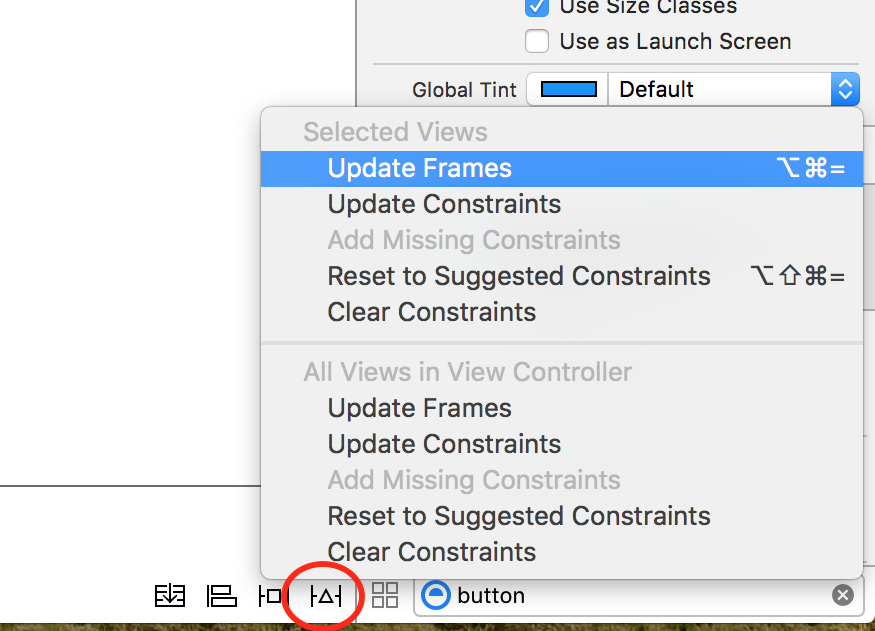 Use Size Classes
Use as Launch Screen
Global Tint Default
Selected Views
Update Frames ⌥⌘=
Update Constraints
Add Missing Constraints
Reset to Suggested Constraints ⌥⇧⌘=
Clear Constraints
All Views in View Controller
Update Frames
Update Constraints
Add Missing Constraints
Reset to Suggested Constraints
Clear Constraints
button